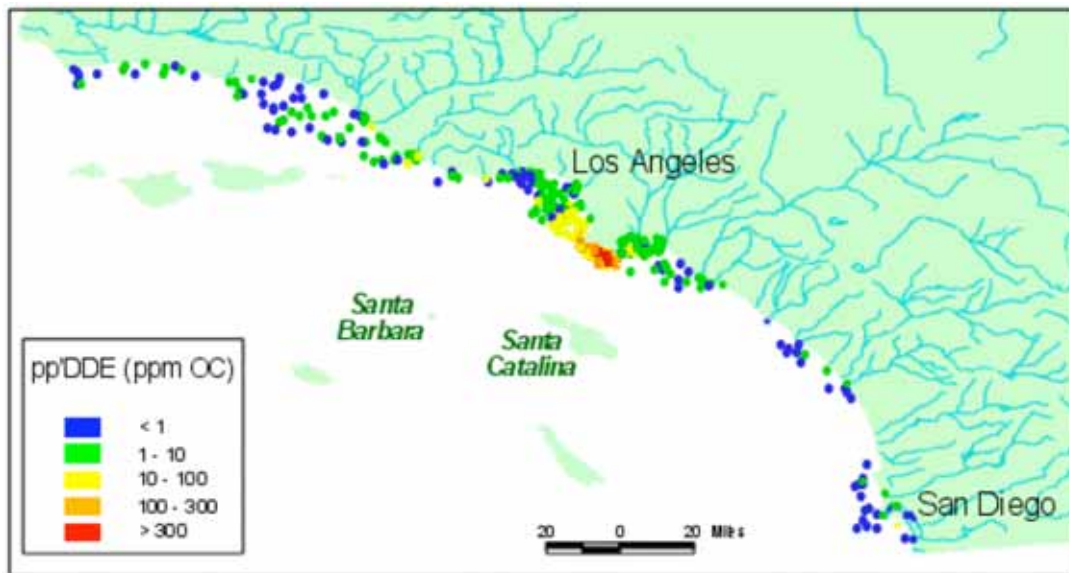 Los Angeles
Santa
Barbara
Santa
Catalina
pp'DDE (ppm OC)
< 1
1 - 10
10 - 100
100 - 300
> 300
San Diego
20 0 20 Miles